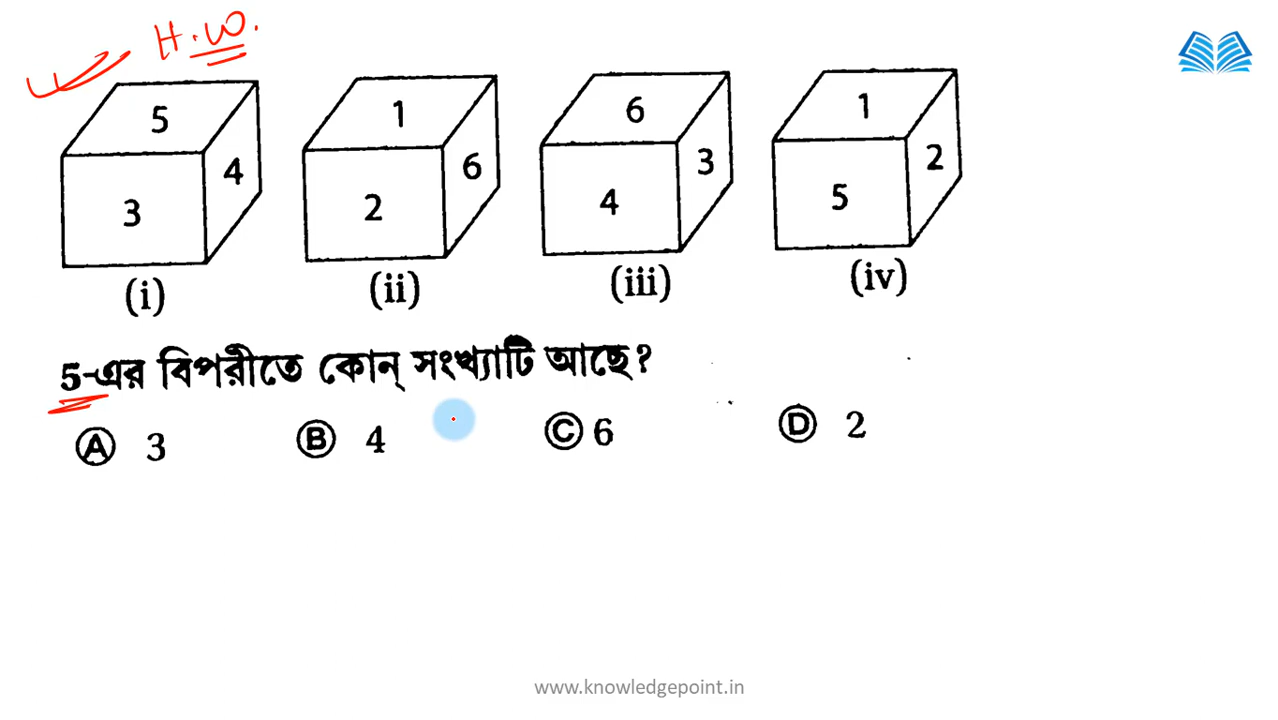 H.W.
5
4
3
(i)
1
6
2
(ii)
6
3
4
(iii)
1
2
5
(iv)
5-এর বিপরীতে কোন্ সংখ্যাটি আছে?
A 3 B 4 C 6 D 2
www.knowledgepoint.in